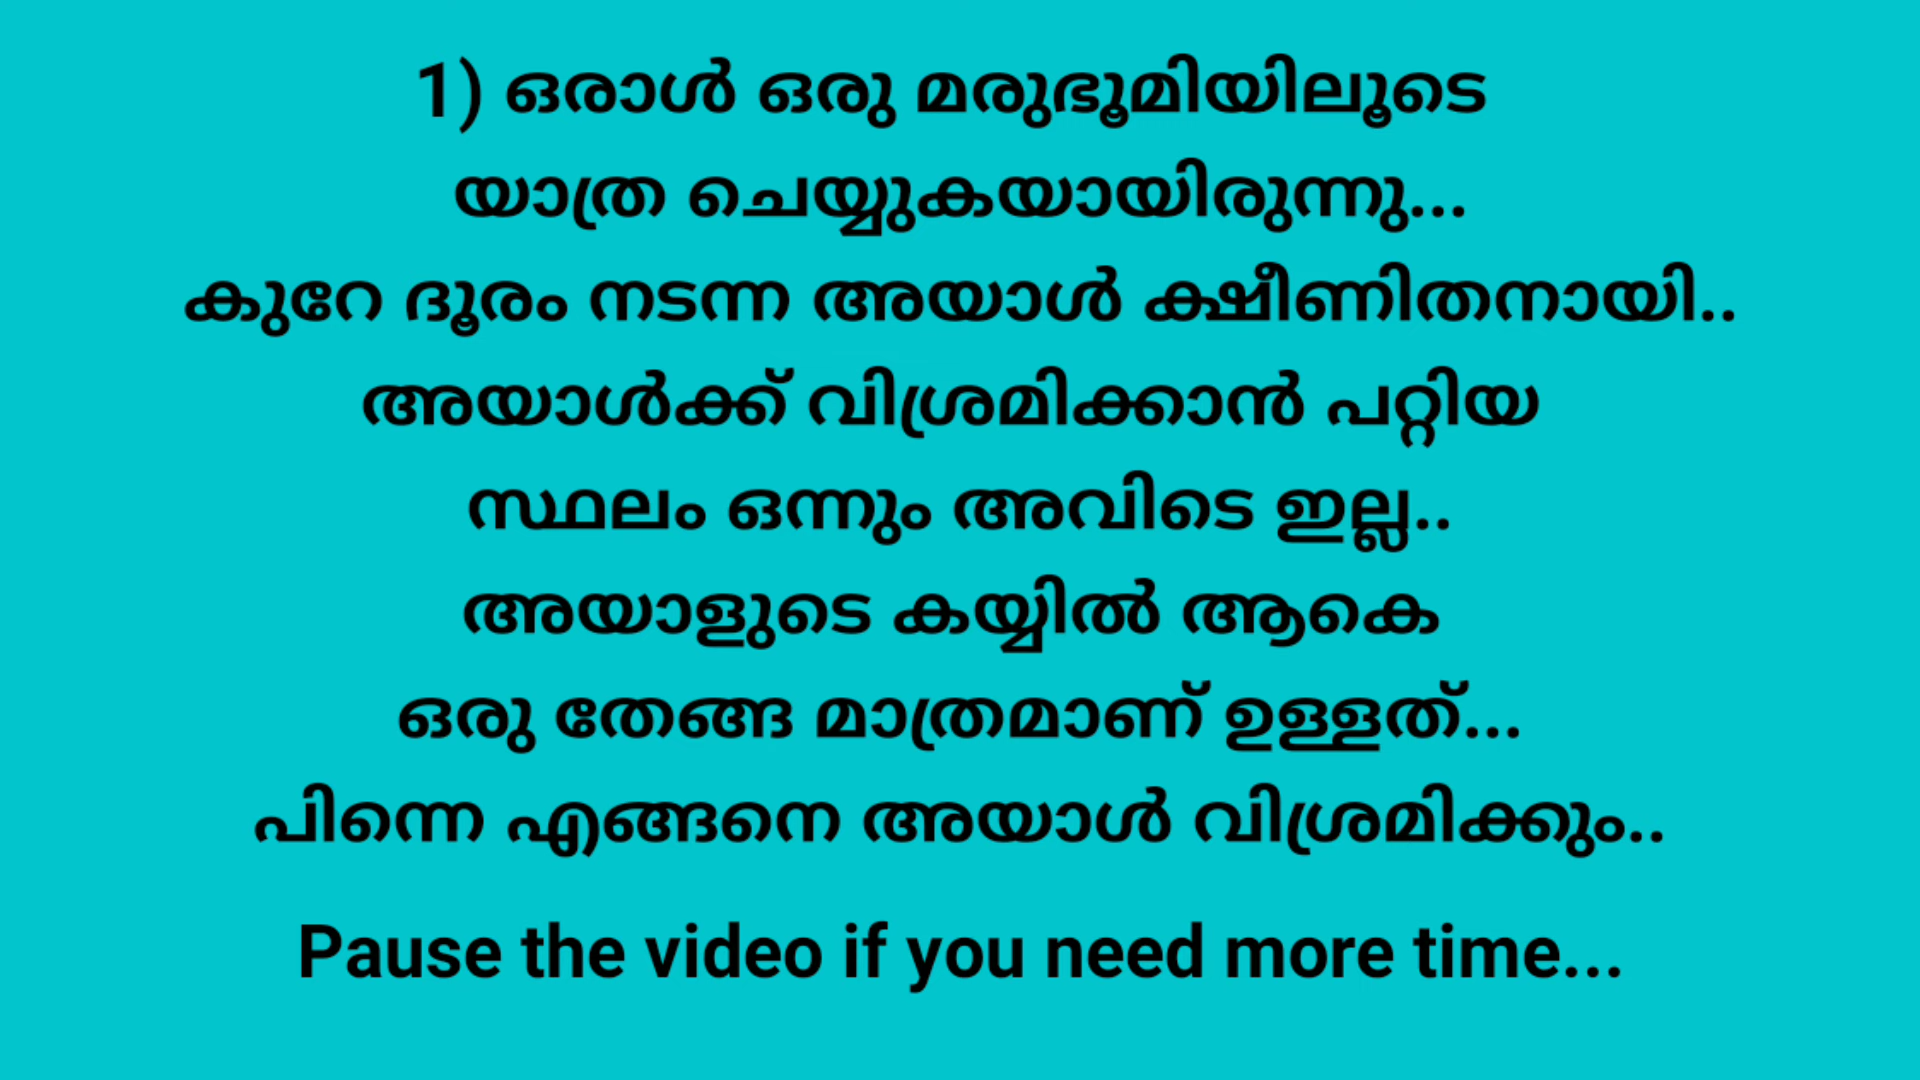 1) ഒരാൾ ഒരു മരുഭൂമിയിലൂടെ
യാത്ര ചെയ്യുകയായിരുന്നു...
കുറേ ദൂരം നടന്ന അയാൾ ക്ഷീണിതനായി..
അയാൾക്ക് വിശ്രമിക്കാൻ പറ്റിയ
സ്ഥലം ഒന്നും അവിടെ ഇല്ല..
അയാളുടെ കയ്യിൽ ആകെ
ഒരു തേങ്ങ മാത്രമാണ് ഉള്ളത്...
പിന്നെ എങ്ങനെ അയാൾ വിശ്രമിക്കും..
Pause the video if you need more time...